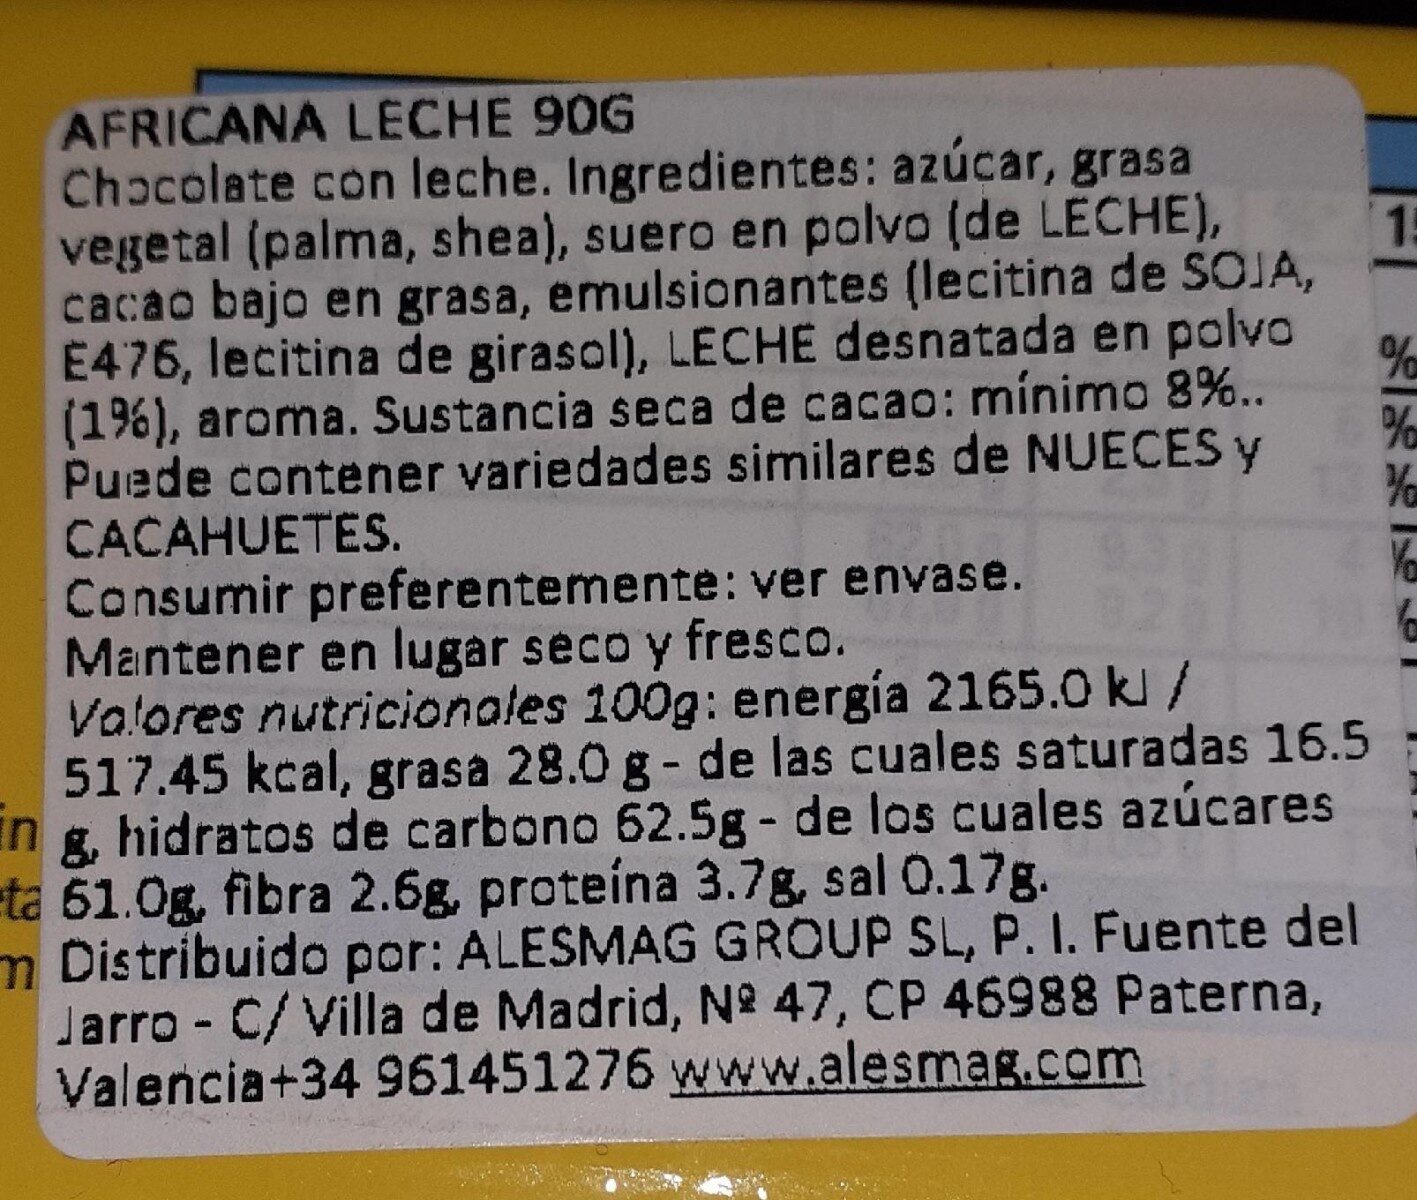 AFRICANA LECHE 90G
Chocolate con leche. Ingredientes: azúcar, grasa
vegetal (palma, shea), suero en polvo (de LECHE),
cacao bajo en grasa, emulsionantes (lecitina de SOJA,
E476, lecitina de girasol), LECHE desnatada en polvo
(1%), aroma. Sustancia seca de cacao: mínimo 8%..
Puede contener variedades similares de NUECES y
CACAHUETES.
Consumir preferentemente: ver envase.
Mantener en lugar seco y fresco.
Valores nutricionales 100g: energía 2165.0 kJ /
517.45 kcal, grasa 28.0 g - de las cuales saturadas 16.5
g, hidratos de carbono 62.5g - de los cuales azúcares
61.0g, fibra 2.6g, proteína 3.7g, sal 0.17g.
Distribuido por: ALESMAG GROUP SL, P. I. Fuente del
Jarro - C/ Villa de Madrid, Nº 47, CP 46988 Paterna,
Valencia+34 961451276 www.alesmag.com
%
%
%
%
%